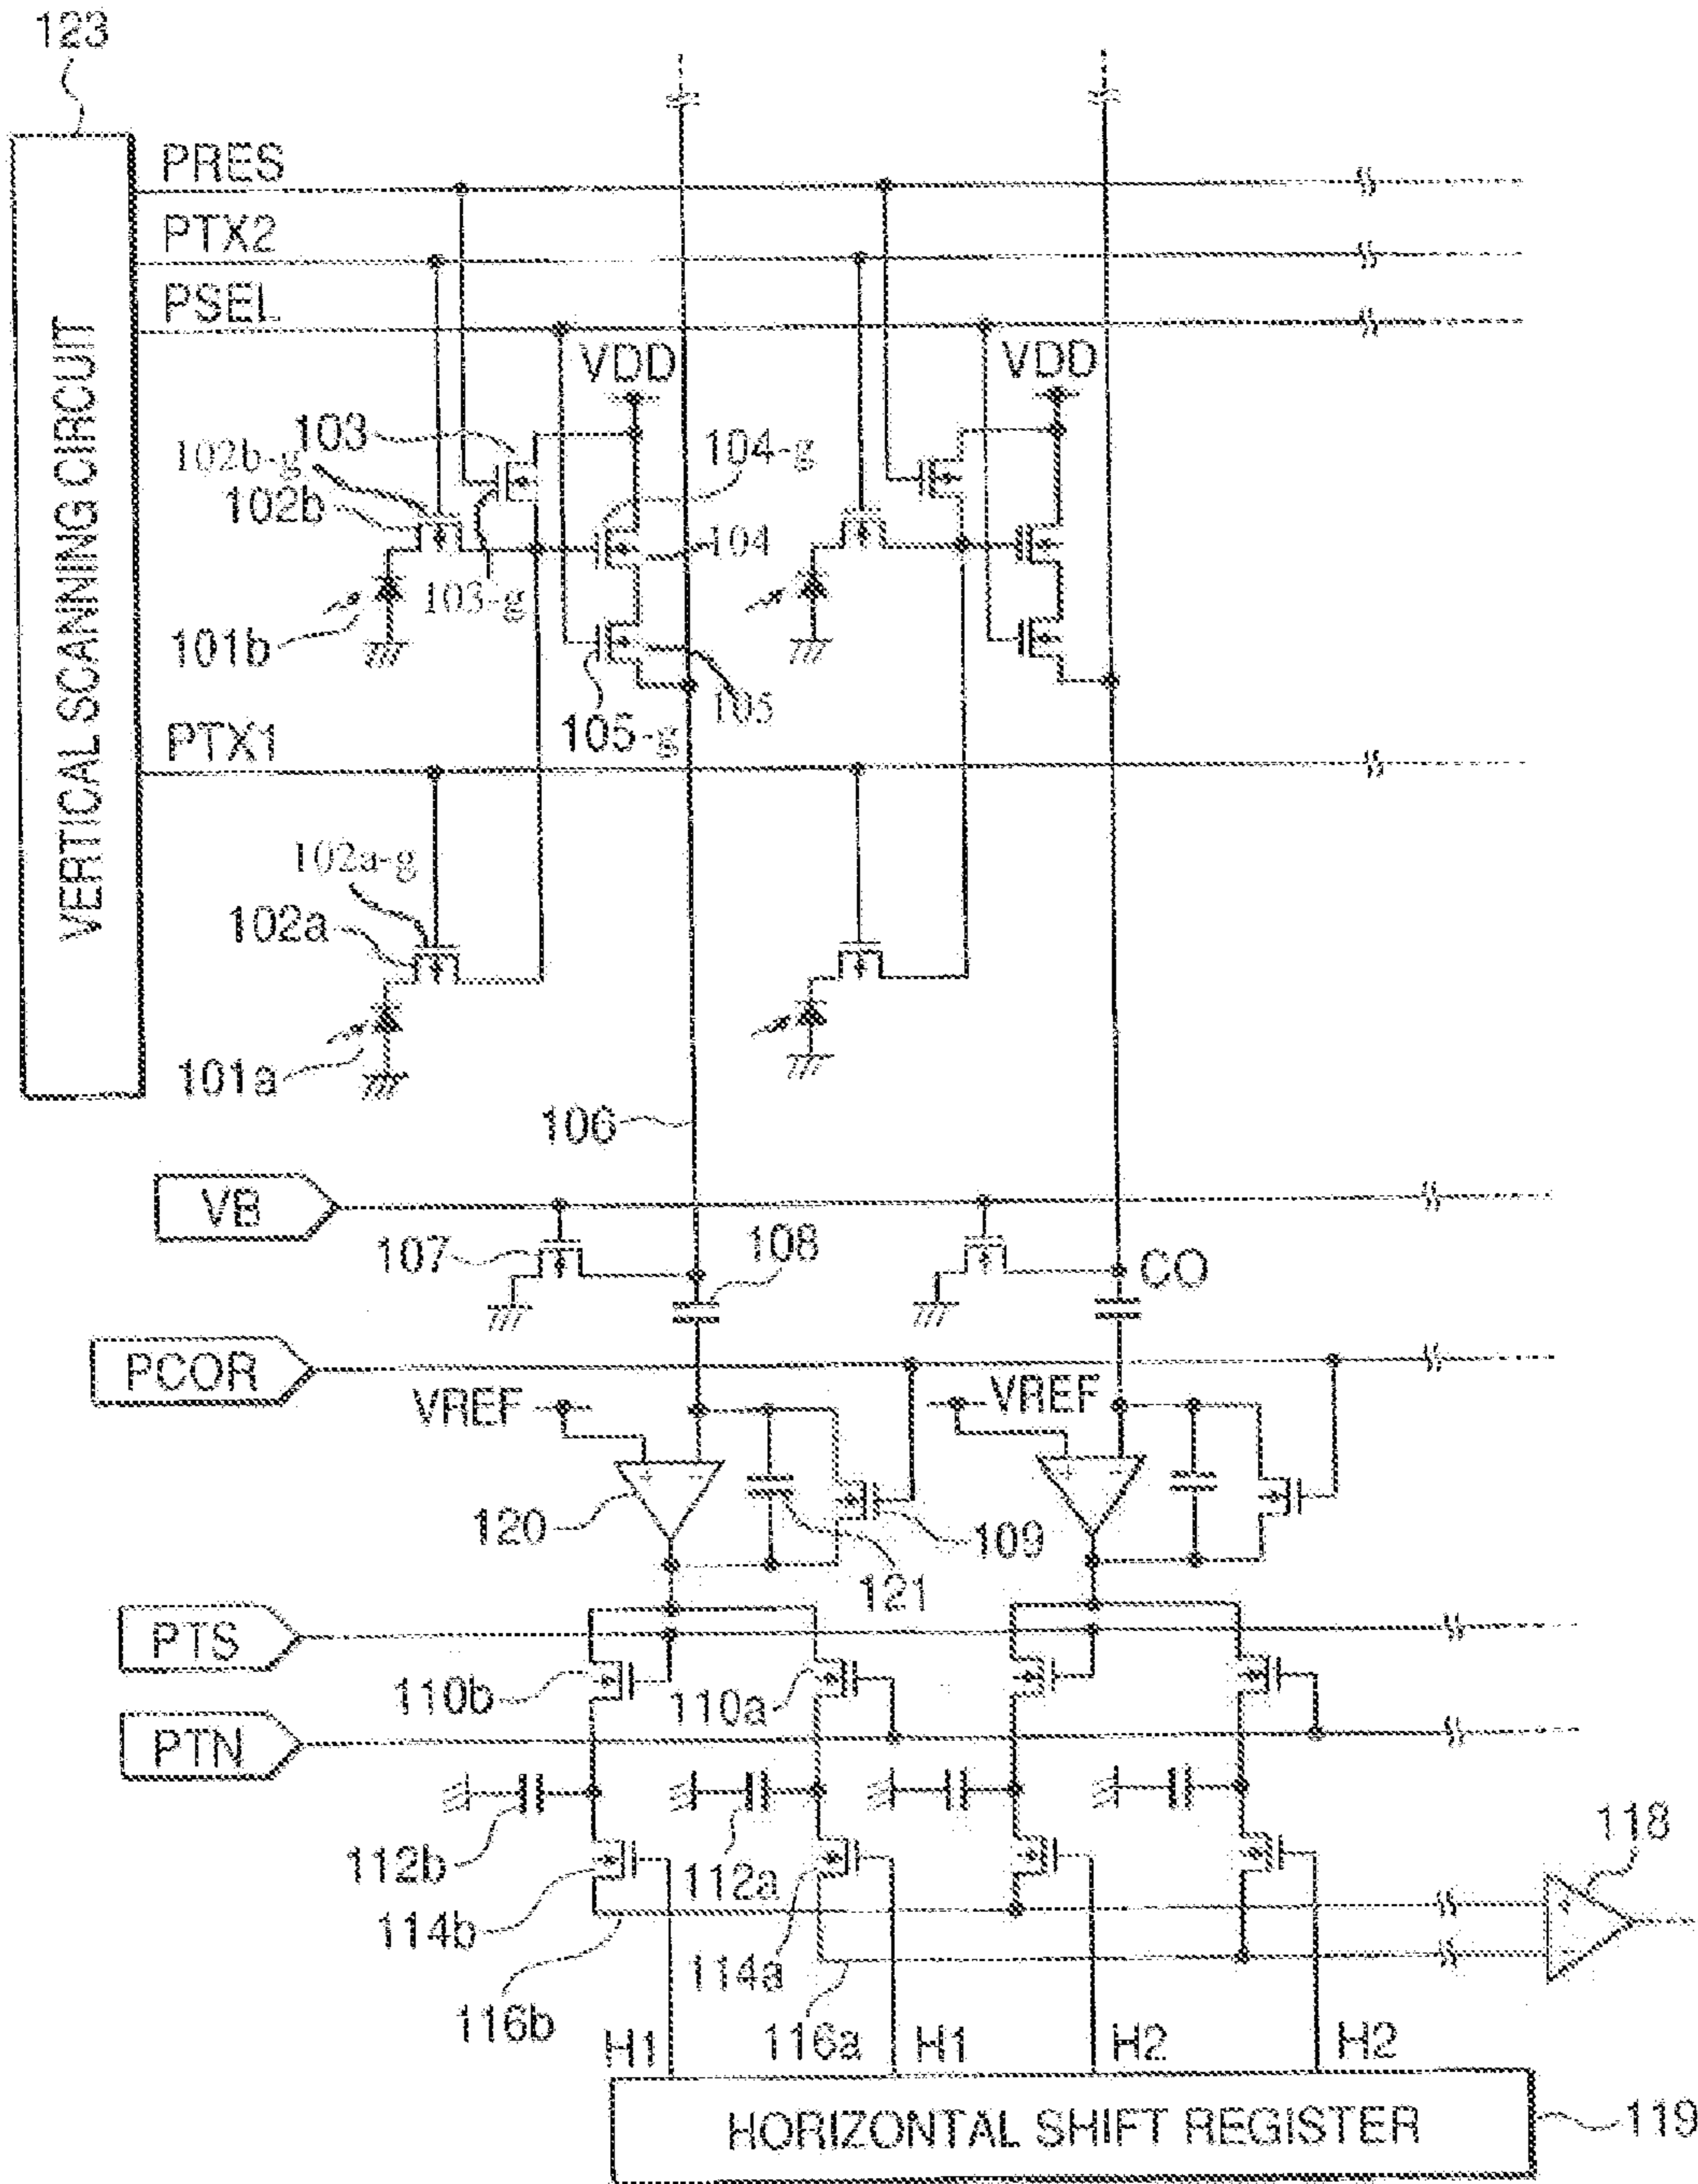 123
PRES
PTX2
PSEL
VERTICAL SCANNING CIRCUIT
VDD
VDD
103
102b-g
104-g
102b
104
103-g
101b
105
105-g
PTX1
102a-g
102a
101a
106
VB
107
108
CO
PCOR
VREF
VREF
120
109
121
PTS
110b
110a
PTN
112b
112a
118
114b
114a
116b
116a
H1
H1
H2
H2
HORIZONTAL SHIFT REGISTER
119